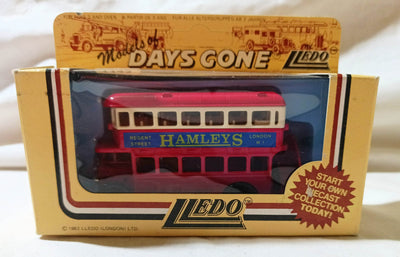 Models of
DAYS GONE
LLEDO
REGENT STREET
HAMLEYS
LONDON W.1
LLEDO
START
YOUR OWN
DIECAST
COLLECTION
TODAY!
© 1983 LLEDO (LONDON) LTD.